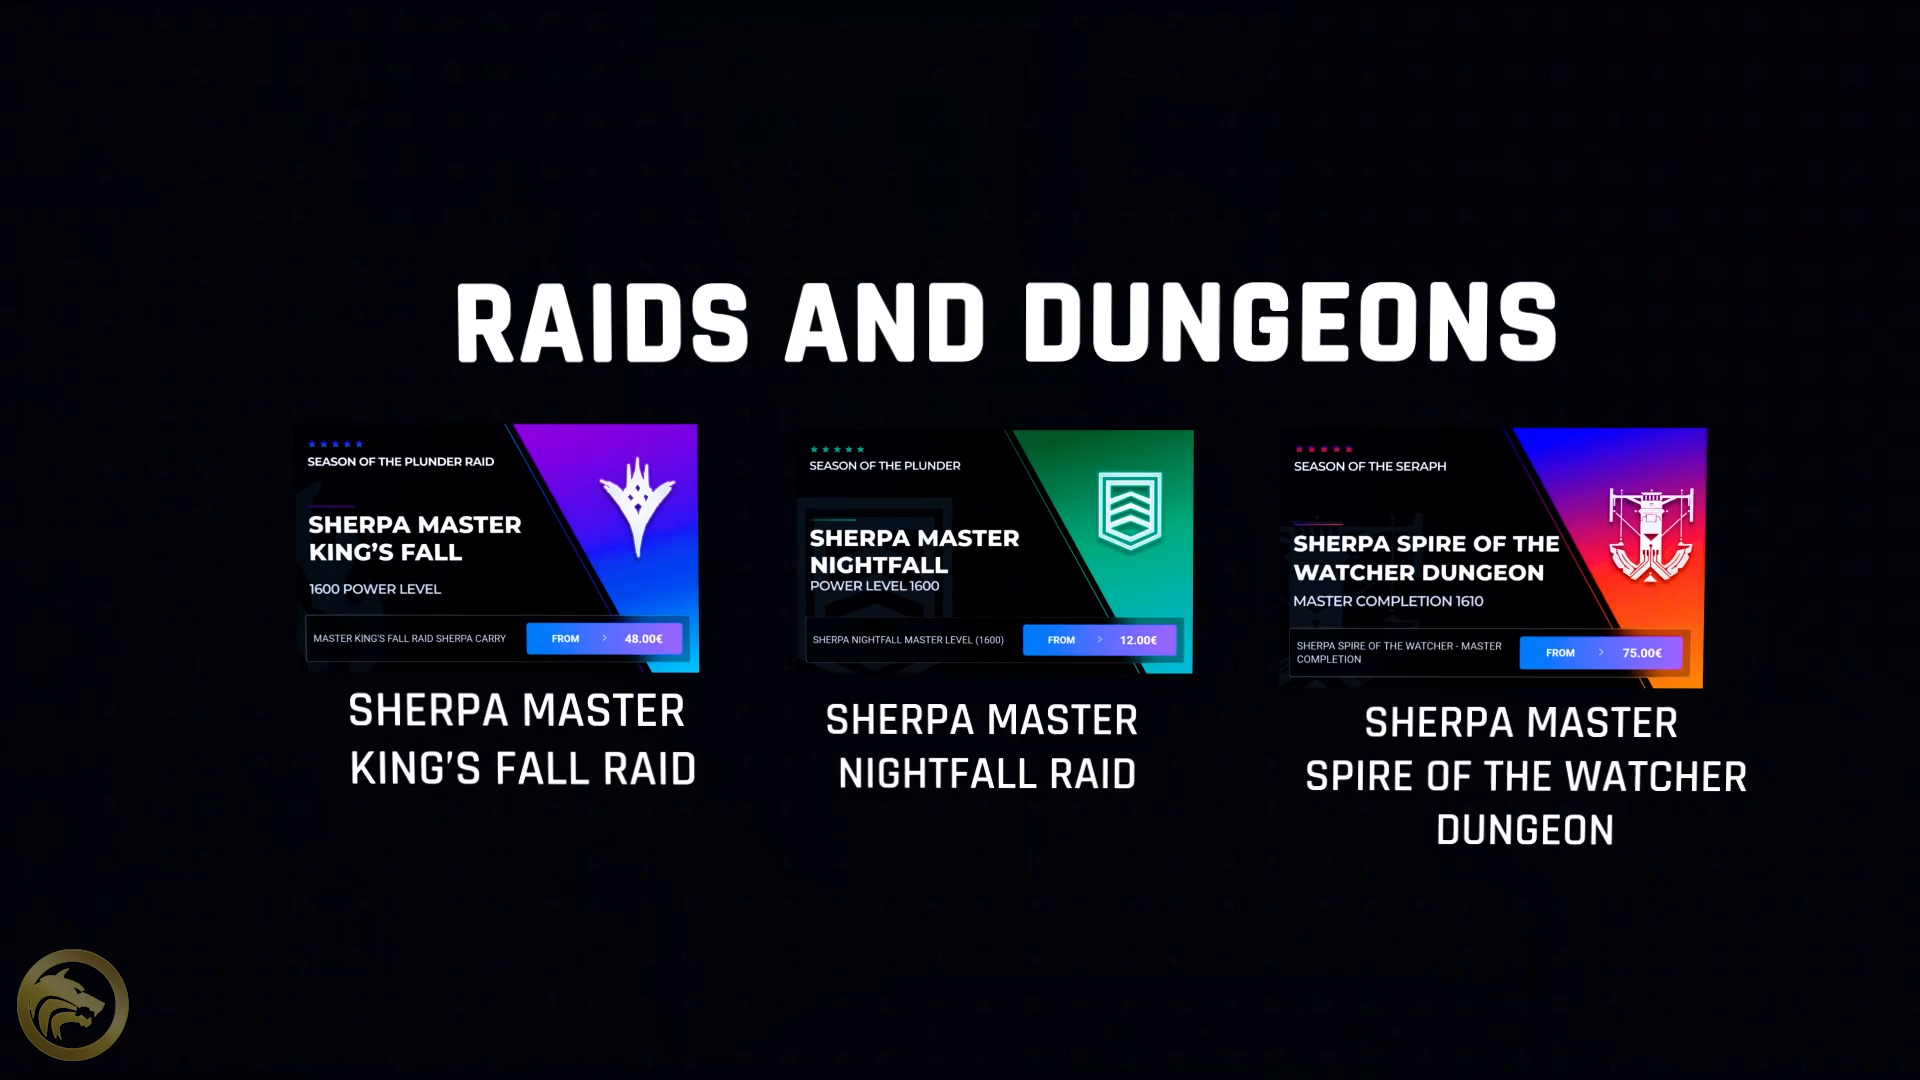 RAIDS AND DUNGEONS
SEASON OF THE PLUNDER RAID
SHERPA MASTER
KING'S FALL
1600 POWER LEVEL
MASTER KING'S FALL RAID SHERPA CARRY
FROM > 48.00€
SHERPA MASTER
KING'S FALL RAID
SEASON OF THE PLUNDER
SHERPA MASTER
NIGHTFALL
POWER LEVEL 1600
SHERPA NIGHTFALL MASTER LEVEL (1600)
FROM > 12.00€
SHERPA MASTER
NIGHTFALL RAID
SEASON OF THE SERAPH
SHERPA SPIRE OF THE
WATCHER DUNGEON
MASTER COMPLETION 1610
SHERPA SPIRE OF THE WATCHER - MASTER
COMPLETION
FROM > 75.00€
SHERPA MASTER
SPIRE OF THE WATCHER
DUNGEON